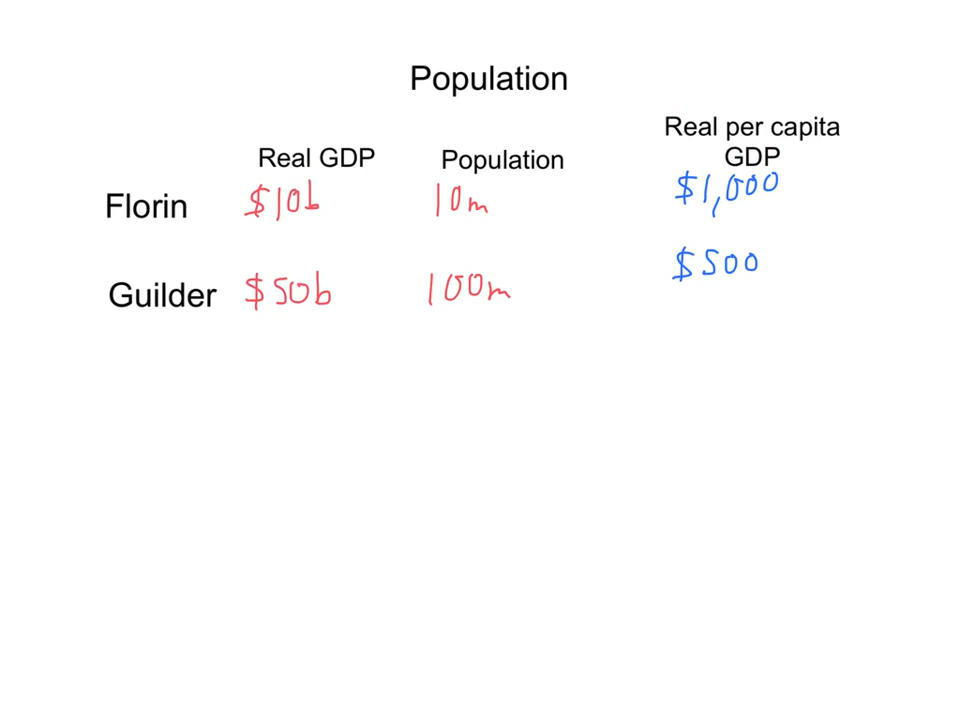 Population
Real GDP Population Real per capita
GDP
Florin $10b 10m $1,000
Guilder $50b 100m $500